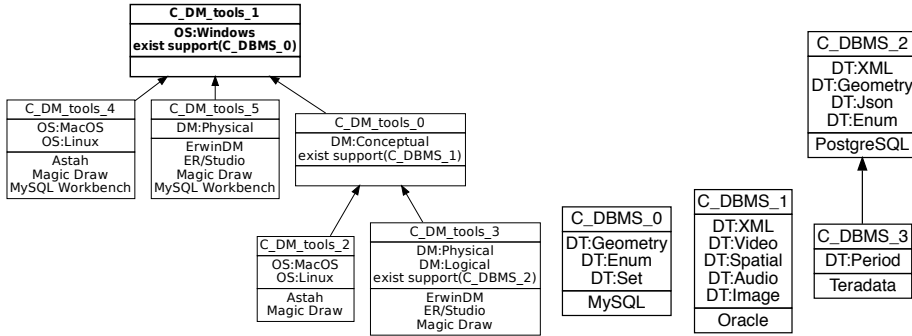 C_DM_tools_1
OS:Windows
exist support(C_DBMS_0)
C_DM_tools_4
OS:MacOS
OS:Linux
Astah
Magic Draw
MySQL Workbench
C_DM_tools_5
DM:Physical
ErwinDM
ER/Studio
Magic Draw
MySQL Workbench
C_DM_tools_0
DM:Conceptual
exist support(C_DBMS_1)
C_DM_tools_2
OS:MacOS
OS:Linux
Astah
Magic Draw
C_DM_tools_3
DM:Physical
DM:Logical
exist support(C_DBMS_2)
ErwinDM
ER/Studio
Magic Draw
C_DBMS_0
DT:Geometry
DT:Enum
DT:Set
MySQL
C_DBMS_1
DT:XML
DT:Video
DT:Spatial
DT:Audio
DT:Image
Oracle
C_DBMS_2
DT:XML
DT:Geometry
DT:Json
DT:Enum
PostgreSQL
C_DBMS_3
DT:Period
Teradata